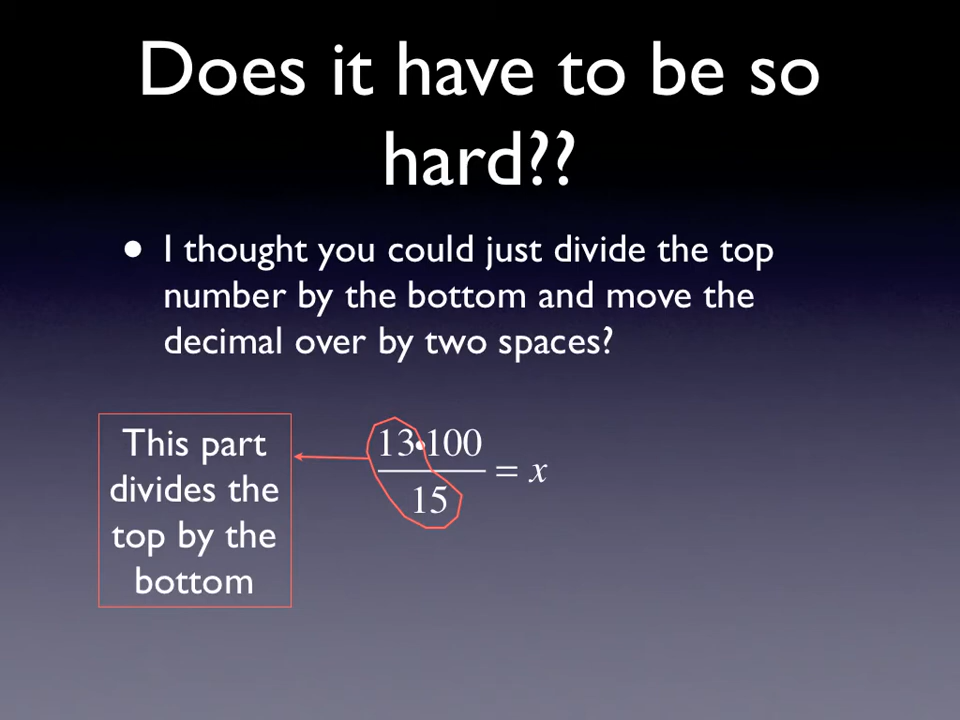 Does it have to be so
hard??
• I thought you could just divide the top
number by the bottom and move the
decimal over by two spaces?
This part
divides the
top by the
bottom
13•100
15
= x